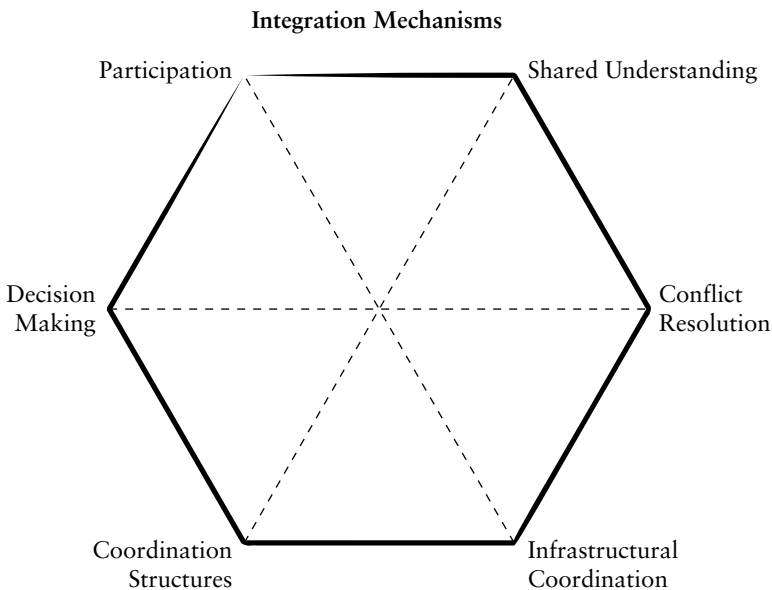 Integration Mechanisms
Participation
Shared Understanding
Decision
Making
Conflict
Resolution
Coordination
Structures
Infrastructural
Coordination